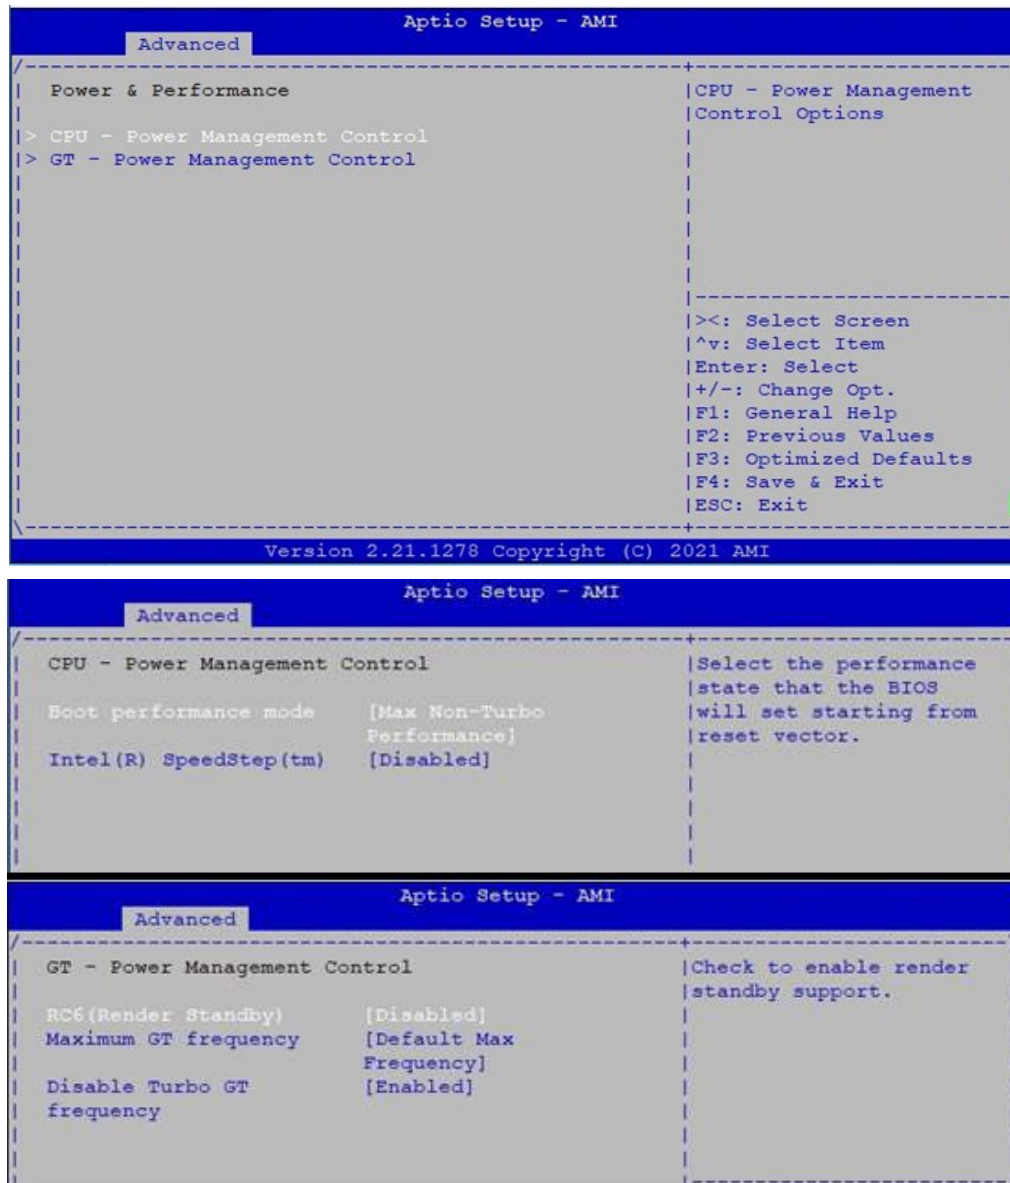 Aptio Setup - AMI
Advanced
Power & Performance
CPU - Power Management
Control Options
> CPU - Power Management Control
> GT - Power Management Control
><: Select Screen
^v: Select Item
Enter: Select
+/-: Change Opt.
F1: General Help
F2: Previous Values
F3: Optimized Defaults
F4: Save & Exit
ESC: Exit
Version 2.21.1278 Copyright (C) 2021 AMI
Aptio Setup - AMI
Advanced
CPU - Power Management Control
Boot performance mode [Max Non-Turbo
Performance]
Intel(R) SpeedStep(tm) [Disabled]
Select the performance
state that the BIOS
will set starting from
reset vector.
Aptio Setup - AMI
Advanced
GT - Power Management Control
RC6(Render Standby) [Disabled]
Maximum GT frequency [Default Max
Frequency]
Disable Turbo GT [Enabled]
frequency
Check to enable render
standby support.